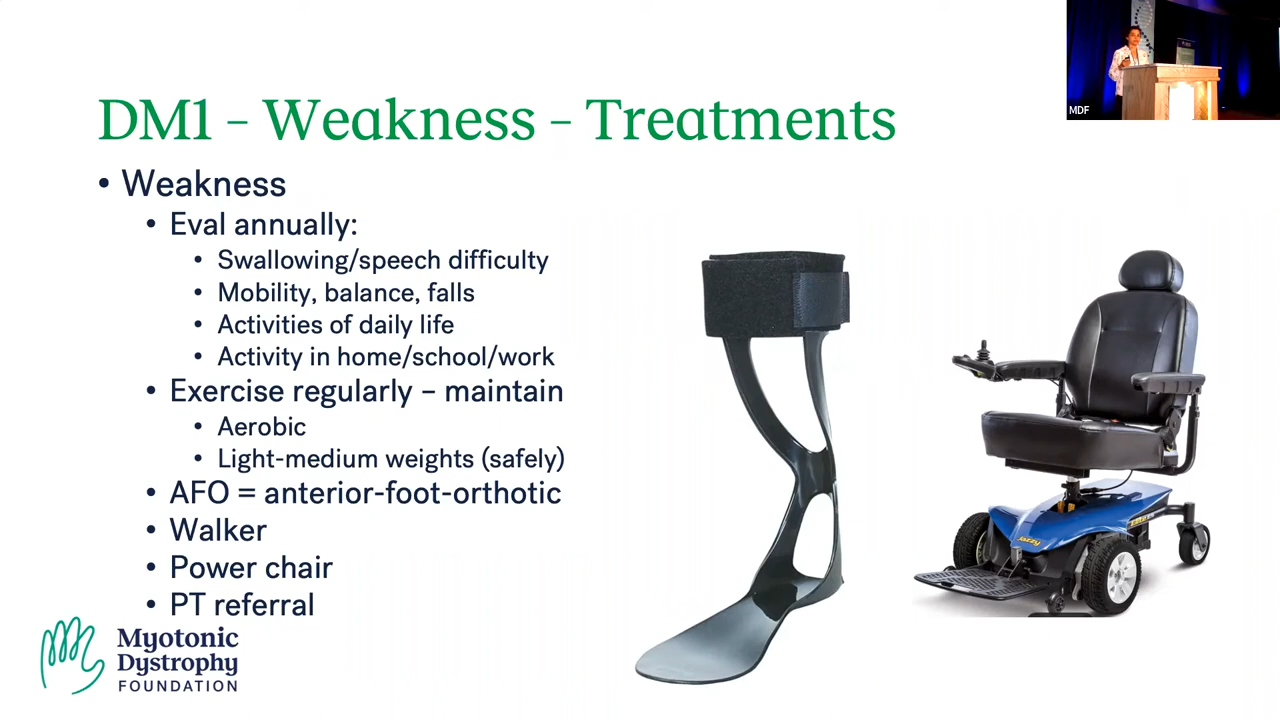 MDF
DM1 – Weakness – Treatments
• Weakness
• Eval annually:
• Swallowing/speech difficulty
• Mobility, balance, falls
• Activities of daily life
• Activity in home/school/work
• Exercise regularly – maintain
• Aerobic
• Light-medium weights (safely)
• AFO = anterior-foot-orthotic
• Walker
• Power chair
• PT referral
Jazzy
Myotonic
Dystrophy
FOUNDATION